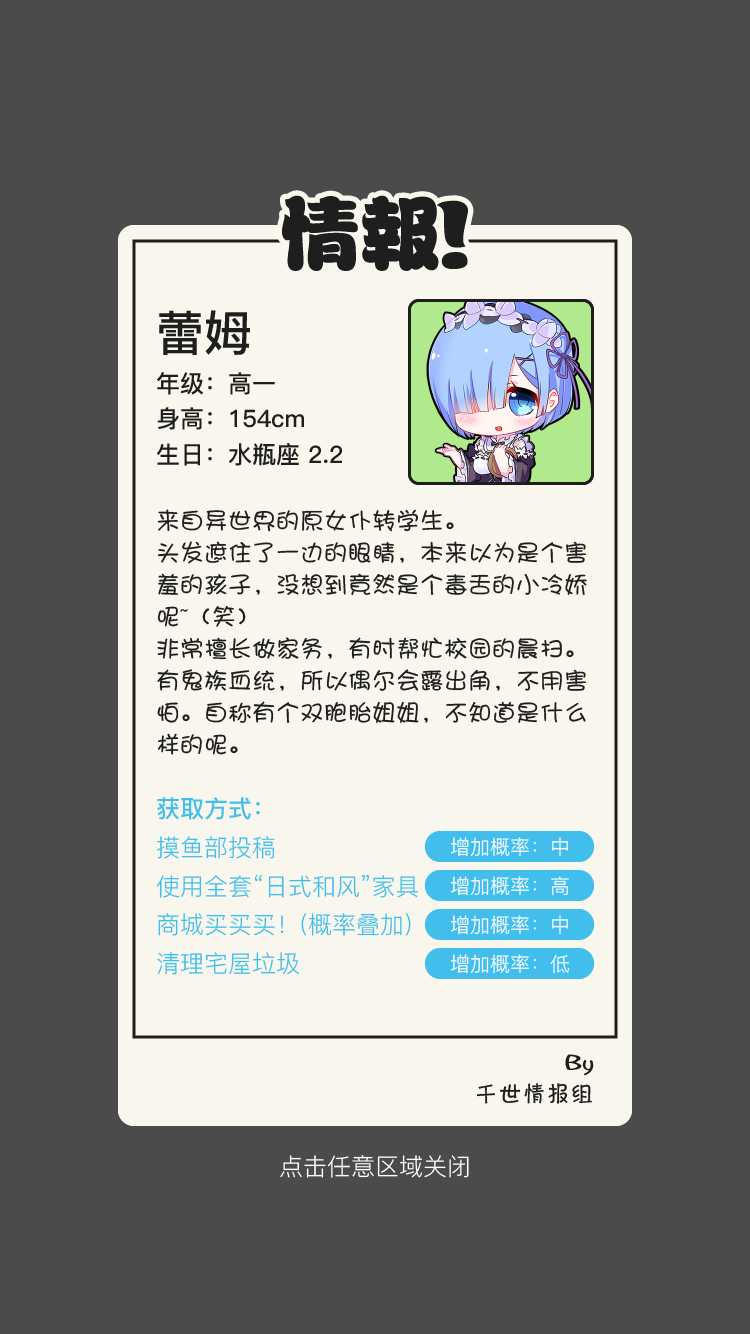 情報!
蕾姆
年级：高一
身高：154cm
生日：水瓶座 2.2
来自异世界的原女仆转学生。
头发遮住了一边的眼睛，本来以为是个害
羞的孩子，没想到竟然是个毒舌的小冷娇
呢~（笑）
非常擅长做家务，有时帮忙校园的晨扫。
有鬼族血统，所以偶尔会露出角，不用害
怕。自称有个双胞胎姐姐，不知道是什么
样的呢。
获取方式：
摸鱼部投稿 增加概率：中
使用全套“日式和风”家具 增加概率：高
商城买买买！（概率叠加） 增加概率：中
清理宅屋垃圾 增加概率：低
By
千世情报组
点击任意区域关闭